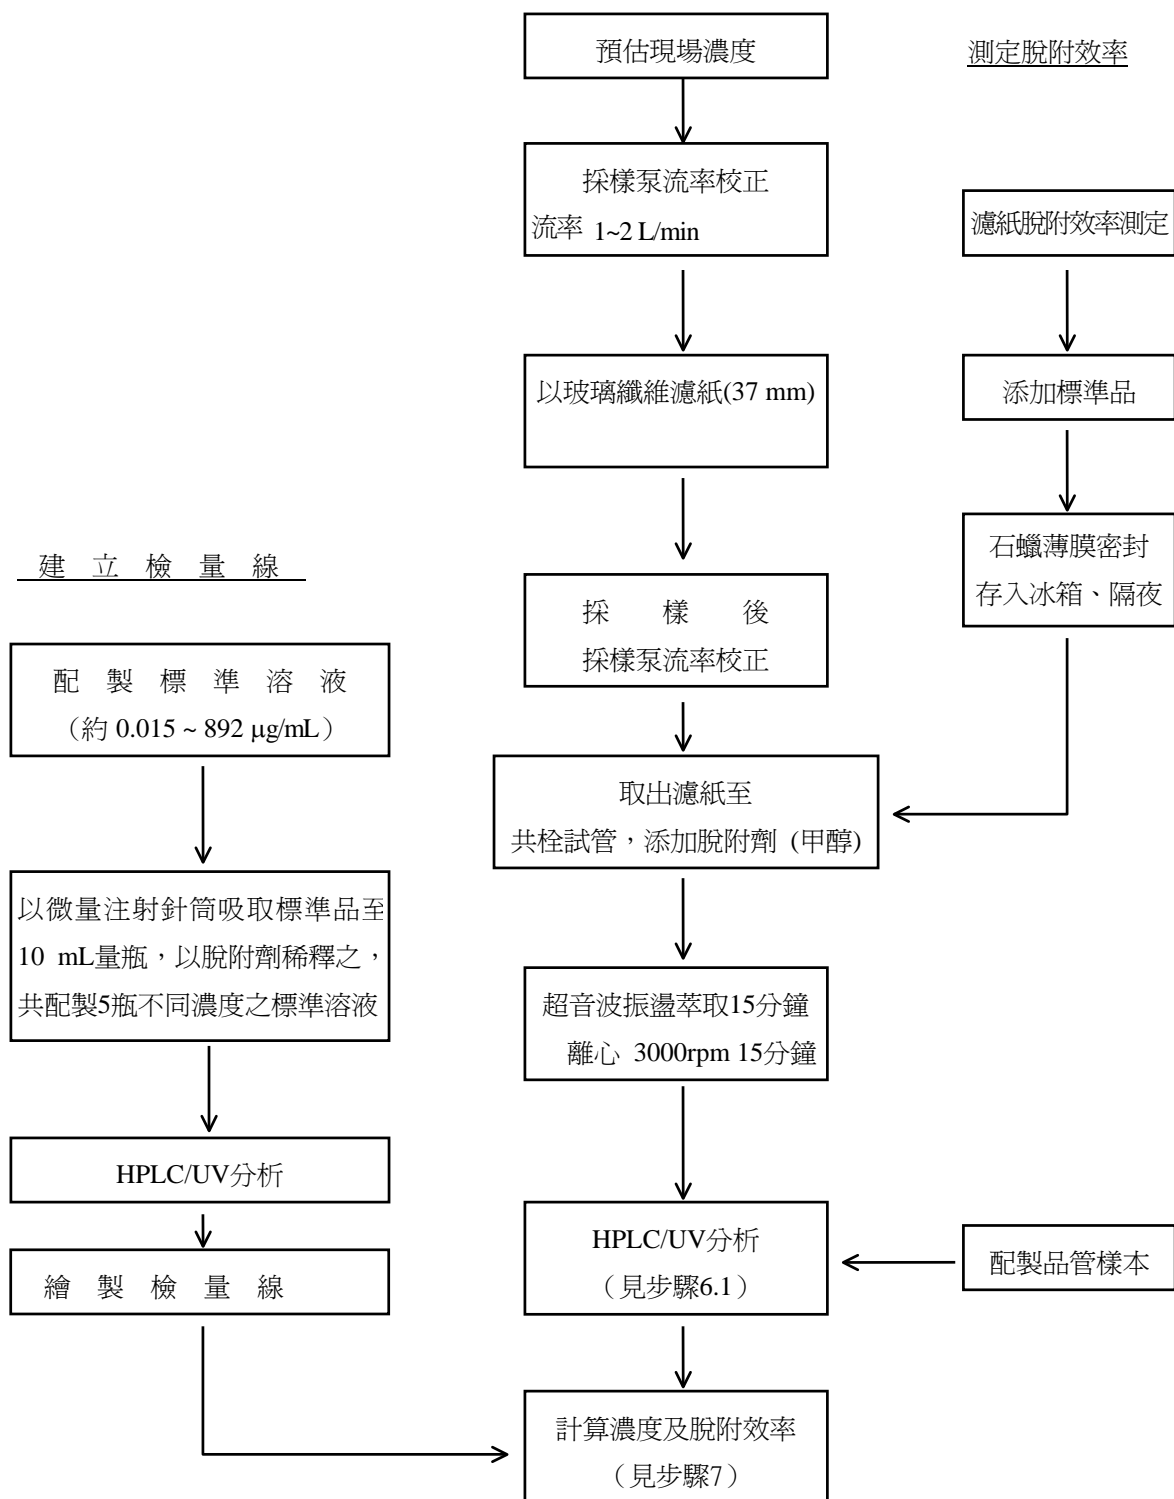 預估現場濃度
測定脫附效率
採樣泵流率校正
流率 1~2 L/min
濾紙脫附效率測定
以玻璃纖維濾紙(37 mm)
添加標準品
石蠟薄膜密封
存入冰箱、隔夜
建立檢量線
採樣後
採樣泵流率校正
配製標準溶液
（約 0.015 ~ 892 μg/mL）
取出濾紙至
共栓試管，添加脫附劑 (甲醇)
以微量注射針筒吸取標準品至
10 mL量瓶，以脫附劑稀釋之，
共配製5瓶不同濃度之標準溶液
超音波振盪萃取15分鐘
離心 3000rpm 15分鐘
HPLC/UV分析
繪製檢量線
HPLC/UV分析
（見步驟6.1）
配製品管樣本
計算濃度及脫附效率
（見步驟7）